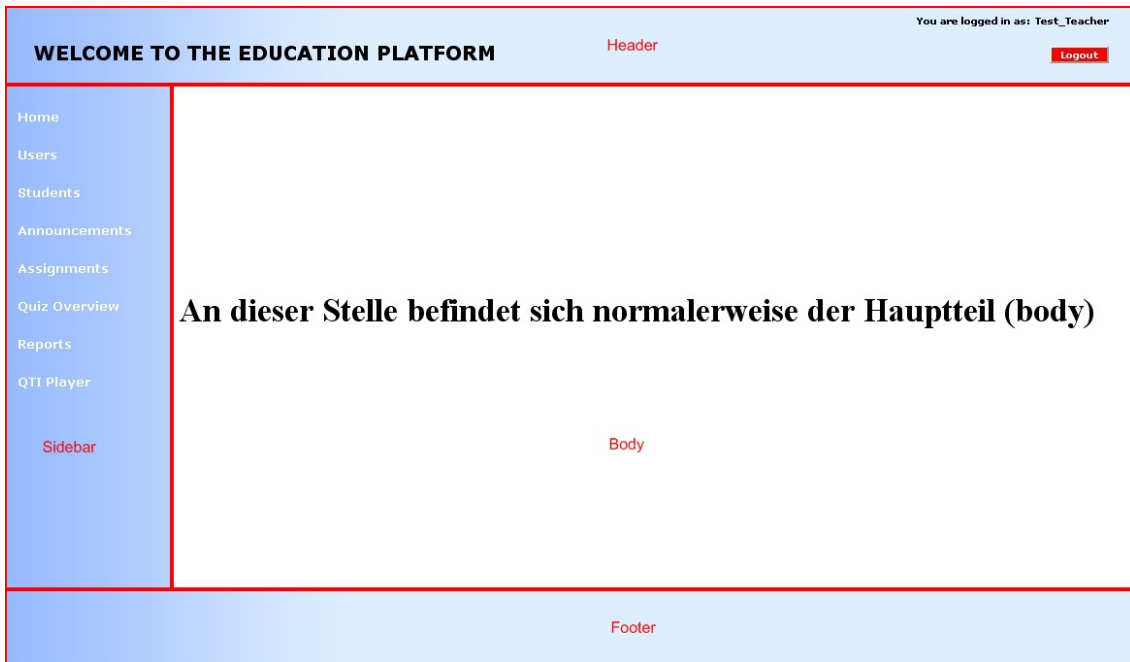 You are logged in as: Test_Teacher
WELCOME TO THE EDUCATION PLATFORM
Header
Logout
Home
Users
Students
Announcements
Assignments
Quiz Overview
Reports
QTI Player
Sidebar
An dieser Stelle befindet sich normalerweise der Hauptteil (body)
Body
Footer